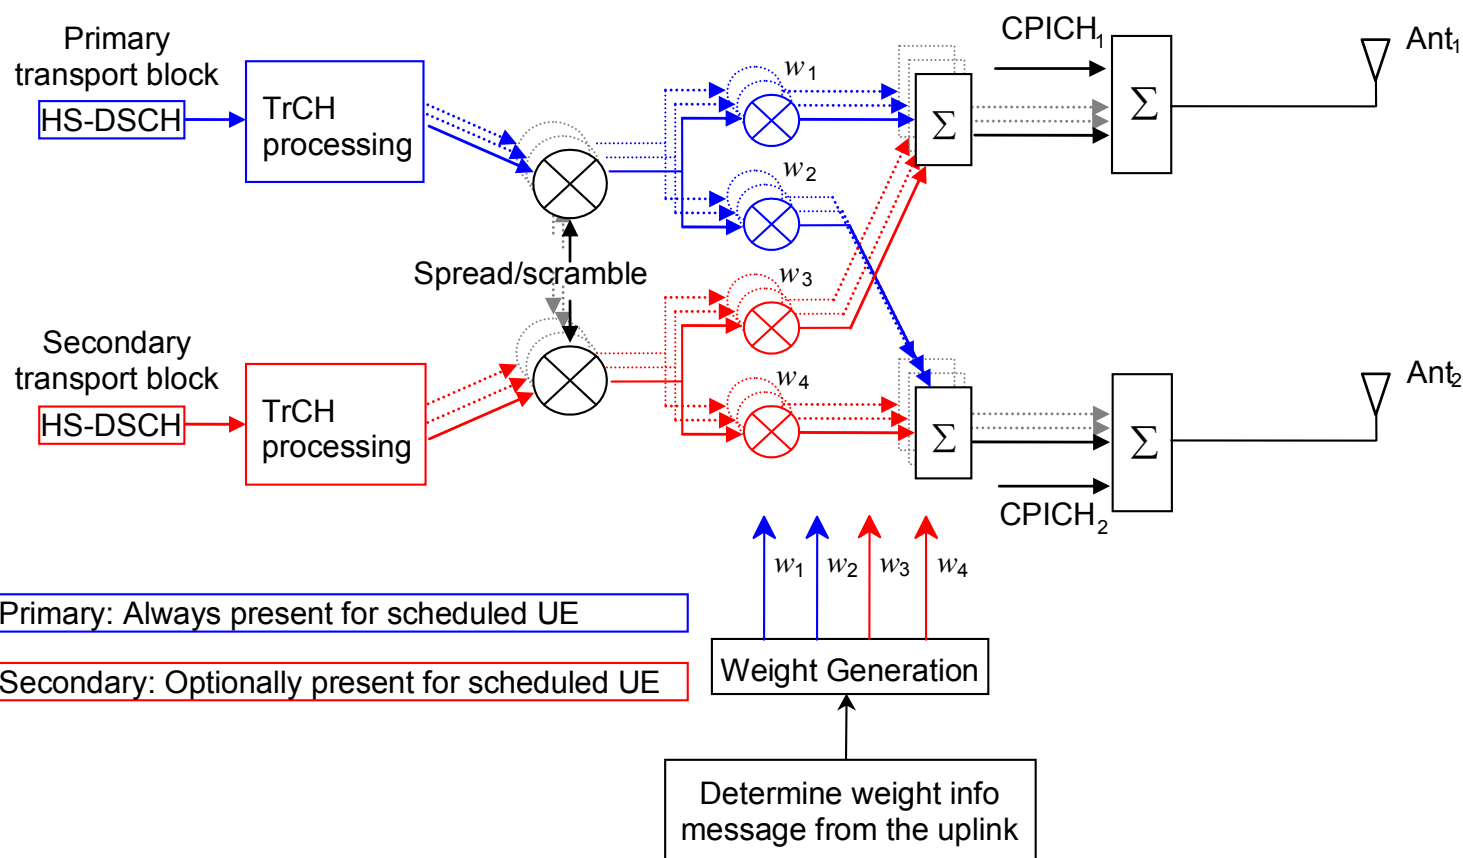 Primary
transport block
HS-DSCH
TrCH
processing
w1
w2
Σ
CPICH1
Σ
Ant1
Spread/scramble
Secondary
transport block
HS-DSCH
TrCH
processing
w3
w4
Σ
CPICH2
Σ
Ant2
w1 w2 w3 w4
Primary: Always present for scheduled UE
Secondary: Optionally present for scheduled UE
Weight Generation
Determine weight info
message from the uplink